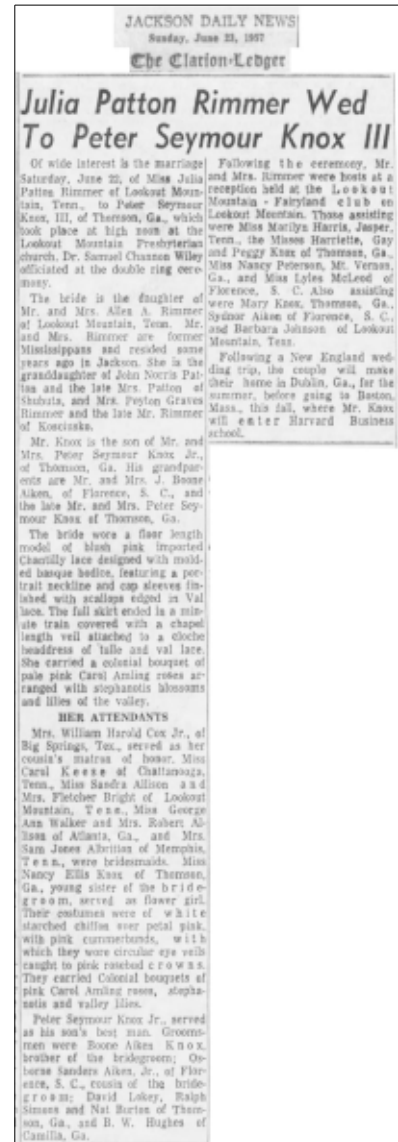 JACKSON DAILY NEWS
Sunday, June 23, 1957
The Clarion-Ledger
Julia Patton Rimmer Wed
To Peter Seymour Knox III
Of wide interest is the marriage
Saturday, June 22, of Miss Julia
Patton Rimmer of Lookout Moun-
tain, Tenn., to Peter Seymour
Knox, III, of Thomson, Ga., which
took place at high noon at the
Lookout Mountain Presbyterian
church, Dr. Samuel Channon Wiley
officiated at the double ring cere-
mony.
The bride is the daughter of
Mr. and Mrs. Allen A. Rimmer
of Lookout Mountain, Tenn. Mr.
and Mrs. Rimmer are former
Mississippans and resided some
years ago in Jackson. She is the
granddaughter of John Norris Pat-
ton and the late Mrs. Patton of
Shubuta, and Mrs. Peyton Graves
Rimmer and the late Mr. Rimmer
of Kosciusko.
Mr. Knox is the son of Mr. and
Mrs. Peter Seymour Knox Jr.,
of Thomson, Ga. His grandpar-
ents are Mr. and Mrs. J. Boone
Aiken, of Florence, S. C., and
the late Mr. and Mrs. Peter Sey-
mour Knox of Thomson, Ga.
The bride wore a floor length
model of blush pink imported
Chantilly lace designed with mold-
ed basque bodice, featuring a por-
trait neckline and cap sleeves fin-
ished with scallops edged in Val
lace. The full skirt ended in a min-
ute train covered with a chapel
length veil attached to a cloche
headdress of tulle and val lace.
She carried a colonial bouquet of
pale pink Carol Amling roses ar-
ranged with stephanotis blossoms
and lilies of the valley.
HER ATTENDANTS
Mrs. William Harold Cox Jr., of
Big Springs, Tex., served as her
cousin's matron of honor. Miss
Carol Keese of Chattanooga,
Tenn., Miss Sandra Allison and
Mrs. Fletcher Bright of Lookout
Mountain, Tenn., Miss George
Ann Walker and Mrs. Robert Al-
lison of Atlanta, Ga., and Mrs.
Sam Jones Albritton of Memphis,
Tenn., were bridesmaids. Miss
Nancy Ellis Knox of Thomson,
Ga., young sister of the bride-
groom, served as flower girl.
Their costumes were of white
starched chiffon over petal pink,
with pink cummerbunds, with
which they wore circular eye veils
caught to pink rosebud crowns.
They carried Colonial bouquets of
pink Carol Amling roses, stepha-
notis and valley lilies.
Peter Seymour Knox Jr., served
as his son's best man. Grooms-
men were Boone Aiken Knox,
brother of the bridegroom; Os-
borne Sanders Aiken, Jr., of Flor-
ence, S. C., cousin of the bride-
groom; David Lokey, Ralph
Simson and Nat Burton of Thom-
son, Ga., and B. W. Hughes of
Camilla, Ga.
Following the ceremony, Mr.
and Mrs. Rimmer were hosts at a
reception held at the Lookout
Mountain - Fairyland club on
Lookout Mountain. Those assisting
were Miss Marilyn Harris, Jasper,
Tenn., the Misses Harriette, Gay
and Peggy Knox of Thomson, Ga.,
Miss Nancy Peterson, Mt. Vernon,
Ga., and Miss Lyles McLeod of
Florence, S. C. Also assisting
were Mary Knox, Thomson, Ga.,
Sydnor Aiken of Florence, S. C.,
and Barbara Johnson of Lookout
Mountain, Tenn.
Following a New England wed-
ding trip, the couple will make
their home in Dublin, Ga., for the
summer, before going to Boston,
Mass., this fall, where Mr. Knox
will enter Harvard Business
school.